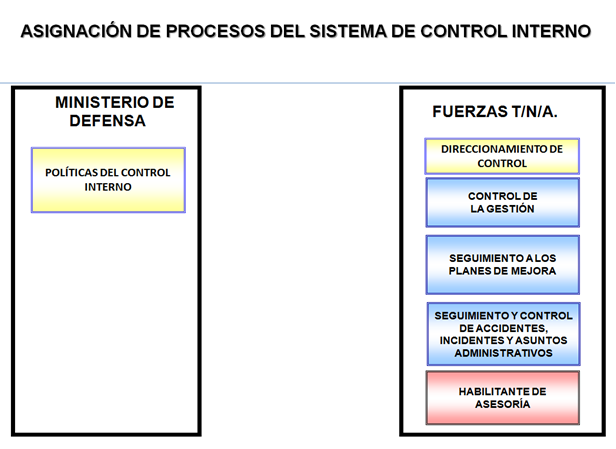 ASIGNACIÓN DE PROCESOS DEL SISTEMA DE CONTROL INTERNO
MINISTERIO DE
DEFENSA
POLÍTICAS DEL CONTROL
INTERNO
FUERZAS T/N/A.
DIRECCIONAMIENTO DE
CONTROL
CONTROL DE
LA GESTIÓN
SEGUIMIENTO A LOS
PLANES DE MEJORA
SEGUIMIENTO Y CONTROL
DE ACCIDENTES,
INCIDENTES Y ASUNTOS
ADMINISTRATIVOS
HABILITANTE DE
ASESORÍA